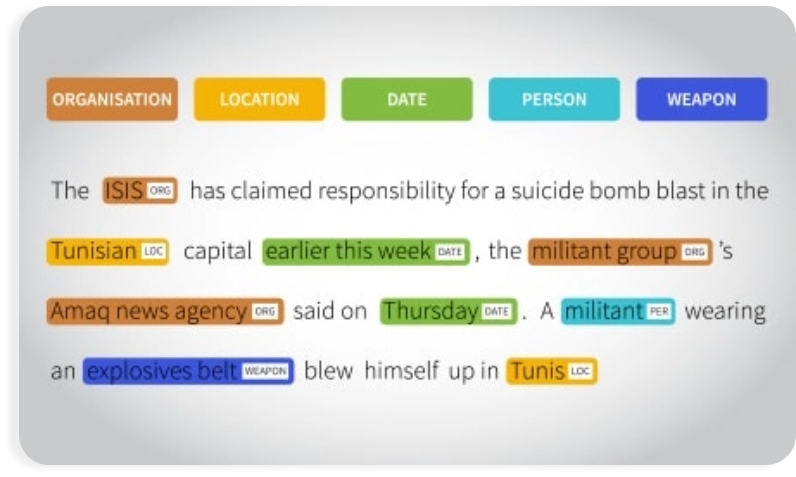 ORGANISATION LOCATION DATE PERSON WEAPON
The ISIS ORG has claimed responsibility for a suicide bomb blast in the
Tunisian LOC capital earlier this week DATE , the militant group ORG 's
Amaq news agency ORG said on Thursday DATE . A militant PER wearing
an explosives belt WEAPON blew himself up in Tunis LOC